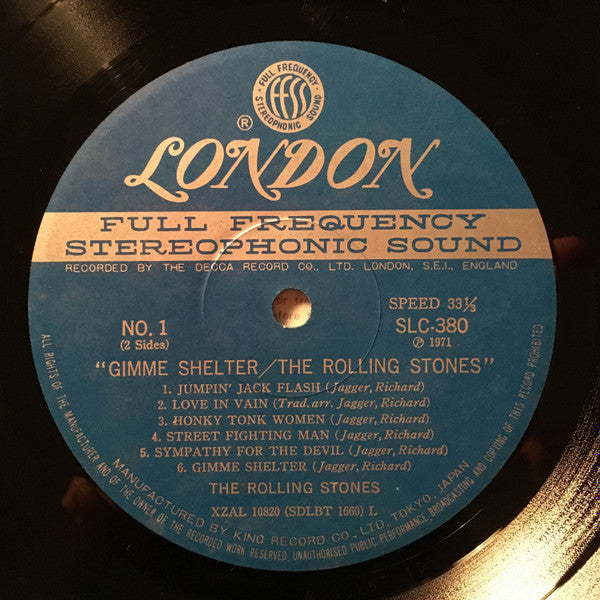 FULL FREQUENCY
FFSS
STEREOPHONIC SOUND
®
LONDON
FULL FREQUENCY
STEREOPHONIC SOUND
RECORDED BY THE DECCA RECORD CO., LTD. LONDON, S.E.I., ENGLAND
NO. 1
(2 Sides)
SPEED 33⅓
SLC-380
℗ 1971
"GIMME SHELTER/THE ROLLING STONES"
1. JUMPIN' JACK FLASH (Jagger, Richard)
2. LOVE IN VAIN (Trad. arr. Jagger, Richard)
3. HONKY TONK WOMEN (Jagger, Richard)
4. STREET FIGHTING MAN (Jagger, Richard)
5. SYMPATHY FOR THE DEVIL (Jagger, Richard)
6. GIMME SHELTER (Jagger, Richard)
THE ROLLING STONES
XZAL 10820 (SDLBT 1660) L
MANUFACTURED BY KING RECORD CO., LTD. TOKYO, JAPAN
ALL RIGHTS OF THE MANUFACTURER AND OF THE OWNER OF THE RECORDED WORK RESERVED. UNAUTHORISED PUBLIC PERFORMANCE, BROADCASTING AND COPYING OF THIS RECORD PROHIBITED